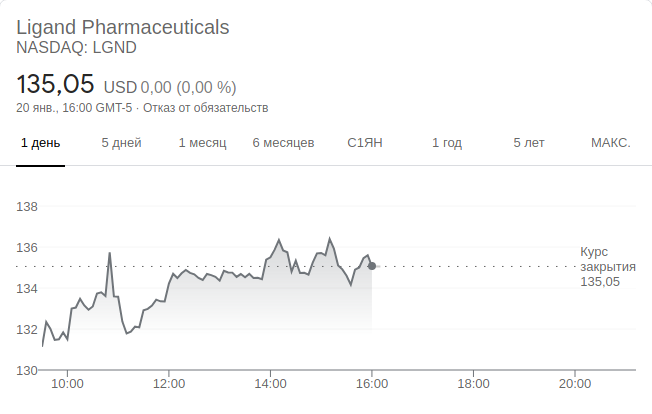 Ligand Pharmaceuticals
NASDAQ: LGND
135,05 USD 0,00 (0,00 %)
20 янв., 16:00 GMT-5 · Отказ от обязательств
1 день 5 дней 1 месяц 6 месяцев С1ЯН 1 год 5 лет МАКС.
138
136
Курс
закрытия
135,05
134
132
130
10:00 12:00 14:00 16:00 18:00 20:00